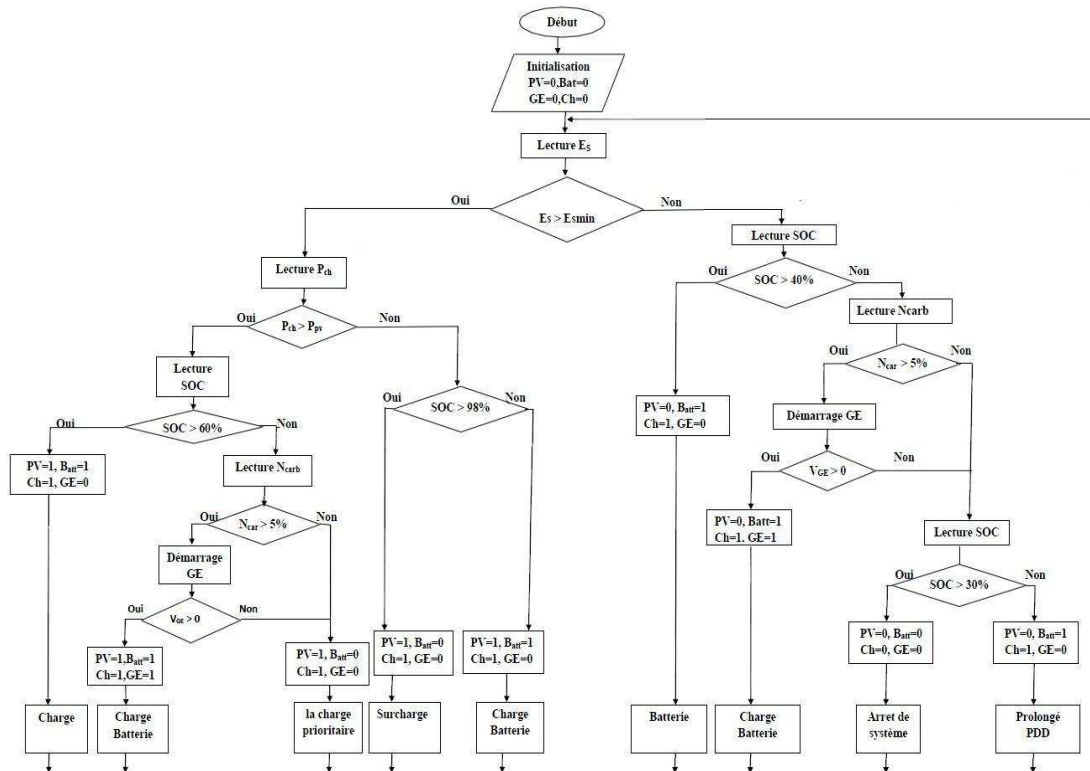 Début
Initialisation
PV=0,Bat=0
GE=0,Ch=0
Lecture ES
Oui
Es > Esmin
Non
Lecture Pch
Oui
Pch > Ppv
Non
Lecture
SOC
Oui
SOC > 60%
Non
PV=1, Batt=1
Ch=1, GE=0
Lecture Ncarb
Oui
Ncar > 5%
Non
Démarrage
GE
Oui
VGE > 0
Non
PV=1,Batt=1
Ch=1,GE=1
PV=1, Batt=0
Ch=1, GE=0
Oui
SOC > 98%
Non
PV=1, Batt=0
Ch=1, GE=0
PV=1, Batt=1
Ch=1, GE=0
Lecture SOC
Oui
SOC > 40%
Non
PV=0, Batt=1
Ch=1, GE=0
Lecture Ncarb
Oui
Ncar > 5%
Non
Démarrage GE
Oui
VGE > 0
Non
PV=0, Batt=1
Ch=1. GE=1
Lecture SOC
Oui
SOC > 30%
Non
PV=0, Batt=0
Ch=0, GE=0
PV=0, Batt=1
Ch=1, GE=0
Charge
Charge
Batterie
la charge
prioritaire
Surcharge
Charge
Batterie
Batterie
Charge
Batterie
Arret de
système
Prolongé
PDD